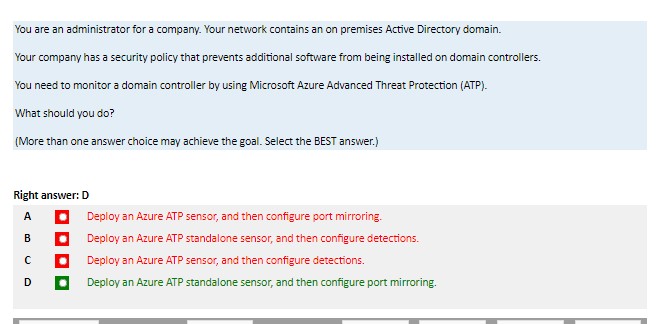 You are an administrator for a company. Your network contains an on premises Active Directory domain.
Your company has a security policy that prevents additional software from being installed on domain controllers.
You need to monitor a domain controller by using Microsoft Azure Advanced Threat Protection (ATP).
What should you do?
(More than one answer choice may achieve the goal. Select the BEST answer.)
Right answer: D
A Deploy an Azure ATP sensor, and then configure port mirroring.
B Deploy an Azure ATP standalone sensor, and then configure detections.
C Deploy an Azure ATP sensor, and then configure detections.
D Deploy an Azure ATP standalone sensor, and then configure port mirroring.